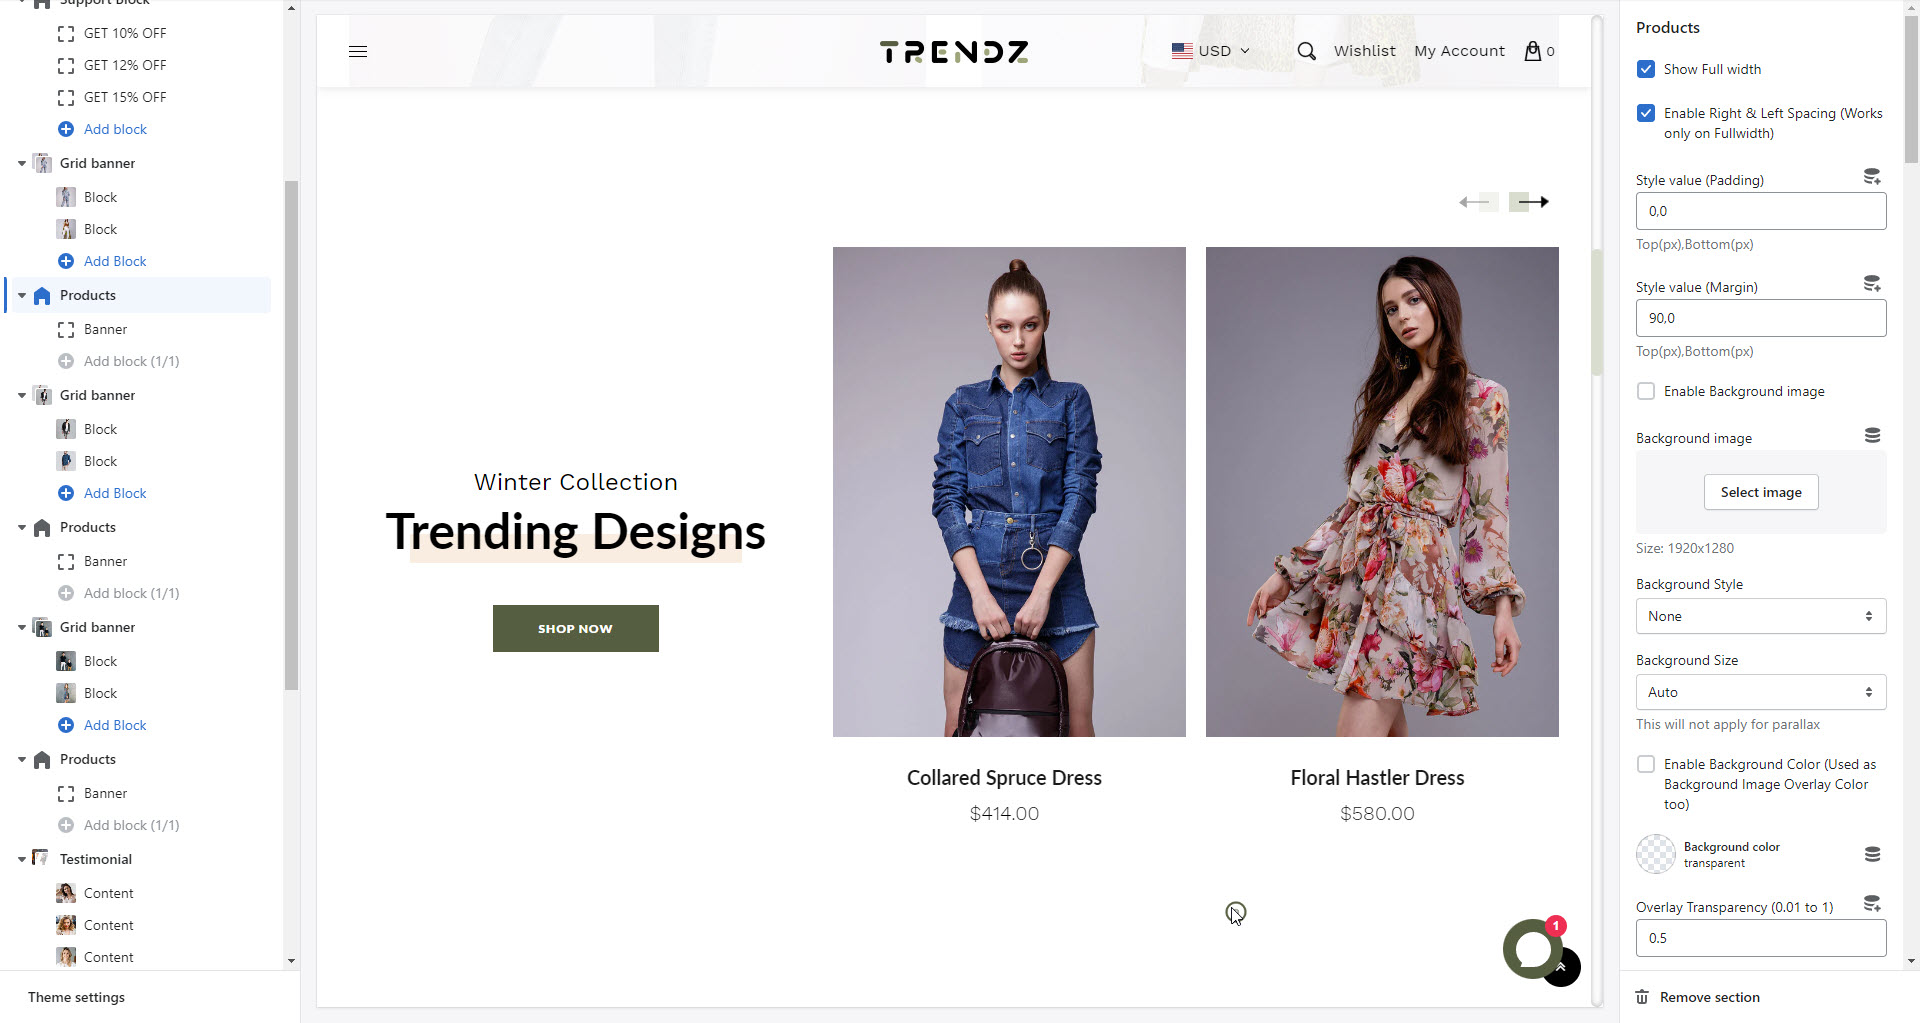 Support Block
GET 10% OFF
GET 12% OFF
GET 15% OFF
Add block
Grid banner
Block
Block
Add Block
Products
Banner
Add block (1/1)
Grid banner
Block
Block
Add Block
Products
Banner
Add block (1/1)
Grid banner
Block
Block
Add Block
Products
Banner
Add block (1/1)
Testimonial
Content
Content
Content
Theme settings
TRENDZ
USD
Wishlist
My Account
0
Winter Collection
Trending Designs
SHOP NOW
Collared Spruce Dress
$414.00
Floral Hastler Dress
$580.00
1
Products
Show Full width
Enable Right & Left Spacing (Works
only on Fullwidth)
Style value (Padding)
0,0
Top(px),Bottom(px)
Style value (Margin)
90,0
Top(px),Bottom(px)
Enable Background image
Background image
Select image
Size: 1920x1280
Background Style
None
Background Size
Auto
This will not apply for parallax
Enable Background Color (Used as
Background Image Overlay Color
too)
Background color
transparent
Overlay Transparency (0.01 to 1)
0.5
Remove section